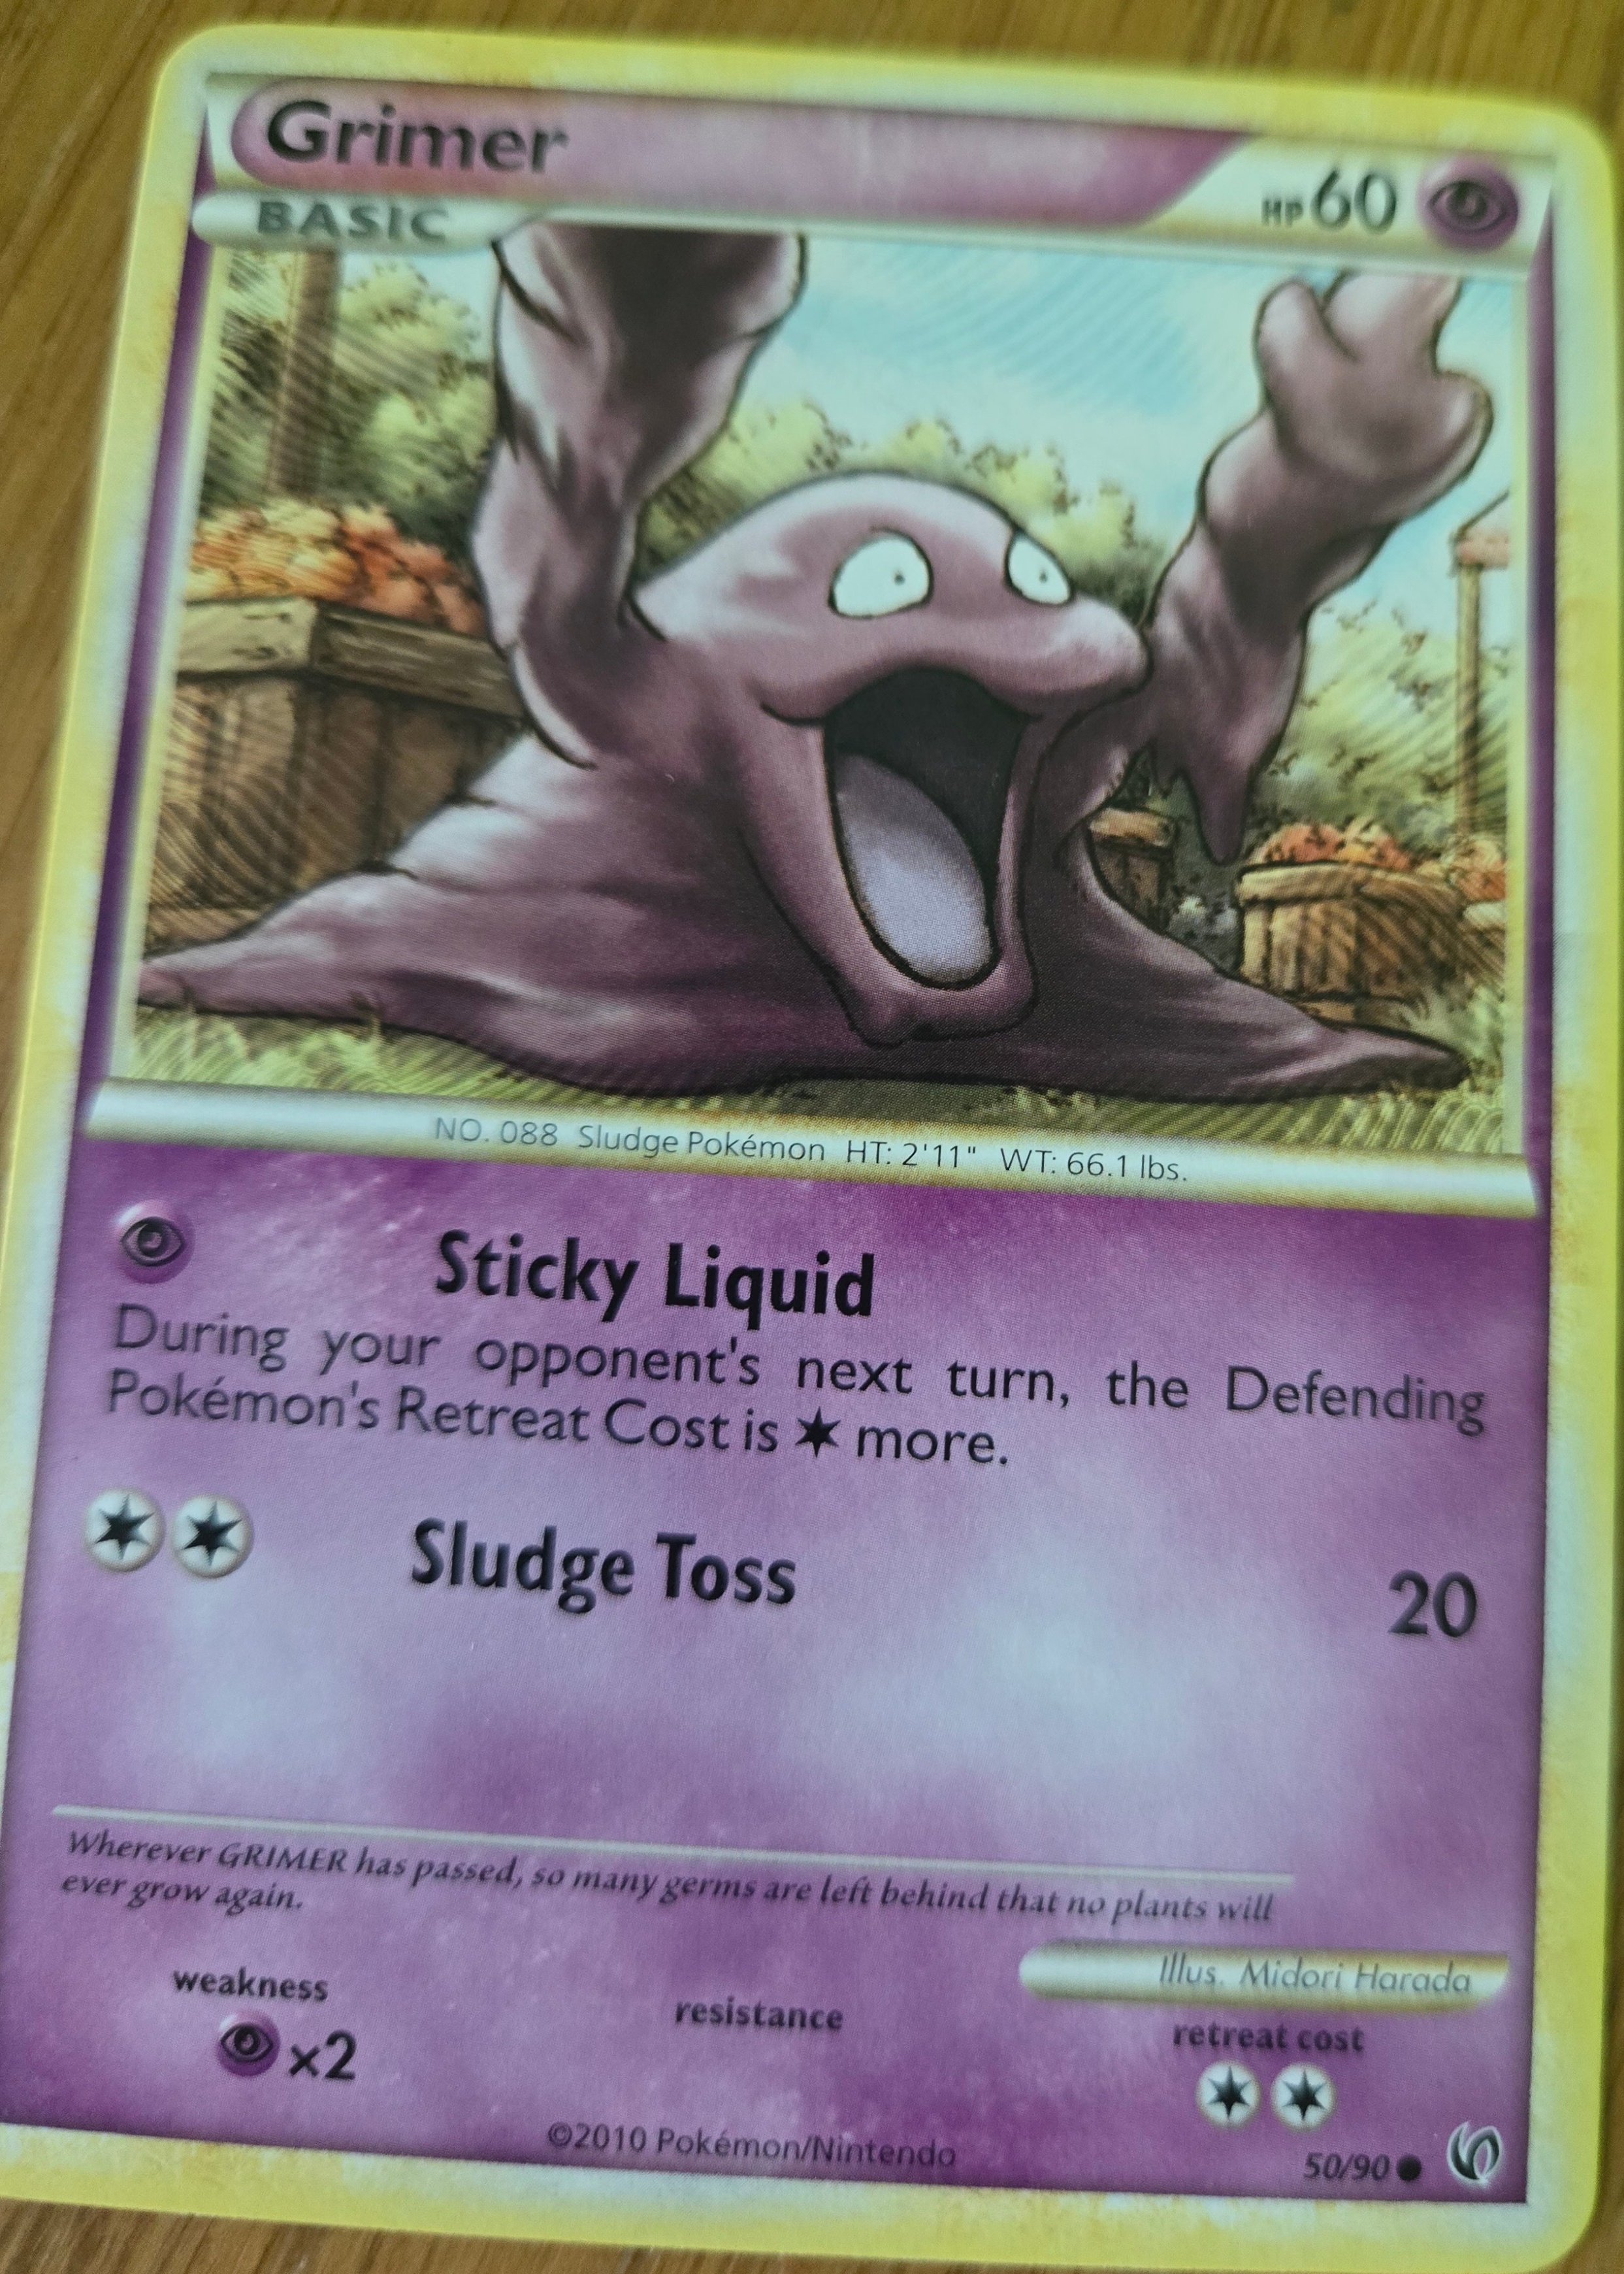 Grimer
HP 60
BASIC
NO. 088 Sludge Pokémon HT: 2'11" WT: 66.1 lbs.
Sticky Liquid
During your opponent's next turn, the Defending
Pokémon's Retreat Cost is ✶ more.
Sludge Toss 20
Wherever GRIMER has passed, so many germs are left behind that no plants will
ever grow again.
Illus. Midori Harada
weakness resistance retreat cost
x2
©2010 Pokémon/Nintendo
50/90 ●